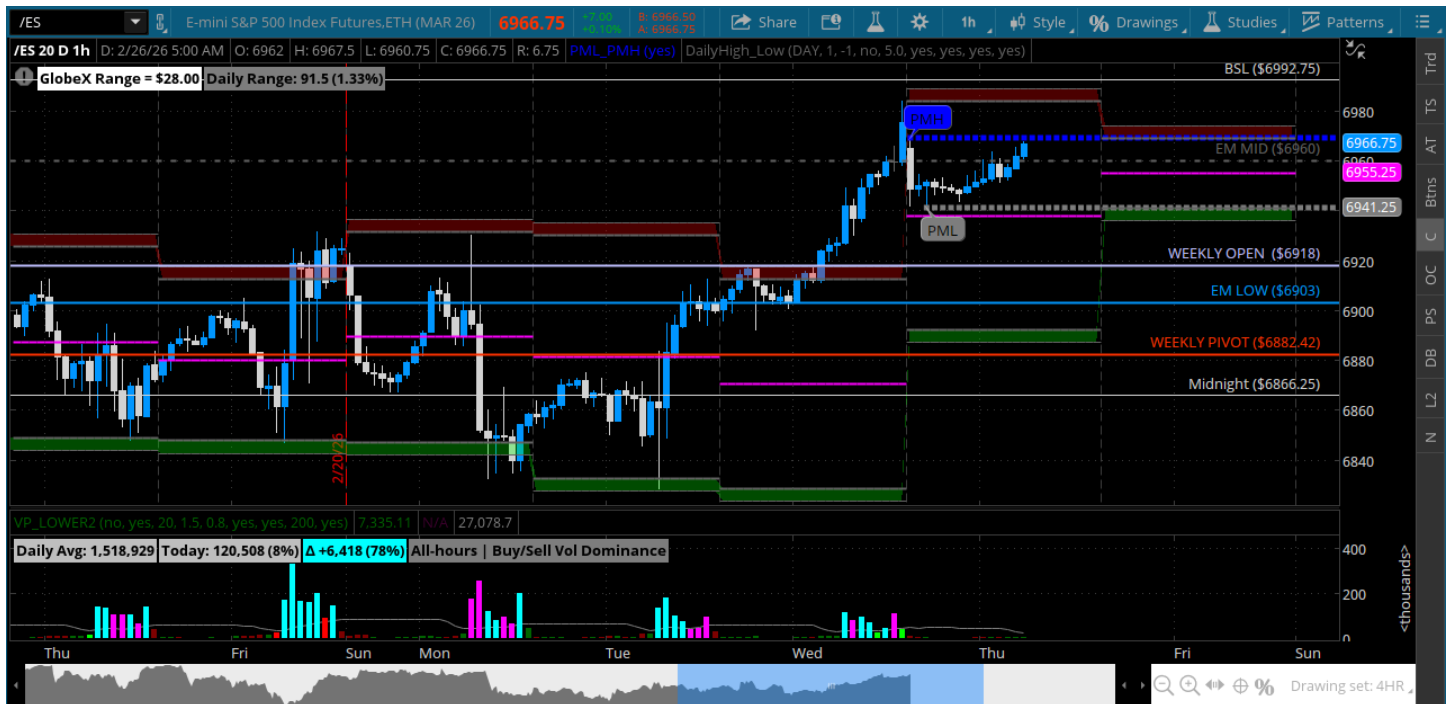 /ES E-mini S&P 500 Index Futures,ETH (MAR 26) 6966.75 +7.00 +0.10% B: 6966.50 A: 6966.75 Share 1h Style % Drawings Studies Patterns
/ES 20 D 1h D: 2/26/26 5:00 AM O: 6962 H: 6967.5 L: 6960.75 C: 6966.75 R: 6.75 PML_PMH (yes) DailyHigh_Low (DAY, 1, -1, no, 5.0, yes, yes, yes, yes)
GlobeX Range = $28.00 Daily Range: 91.5 (1.33%)
BSL ($6992.75)
6980
PMH
6966.75
EM MID ($6960)
6960
6955.25
6941.25
PML
WEEKLY OPEN ($6918)
6920
EM LOW ($6903)
6900
WEEKLY PIVOT ($6882.42)
6880
Midnight ($6866.25)
6860
6840
2/20/26
VP_LOWER2 (no, yes, 20, 1.5, 0.8, yes, yes, 200, yes) 7,335.11 N/A 27,078.7
Daily Avg: 1,518,929 Today: 120,508 (8%) Δ +6,418 (78%) All-hours | Buy/Sell Vol Dominance
400
200
0
<thousands>
Thu Fri Sun Mon Tue Wed Thu Fri Sun
% Drawing set: 4HR
Trd
TS
AT
Btns
C
OC
PS
DB
L2
N